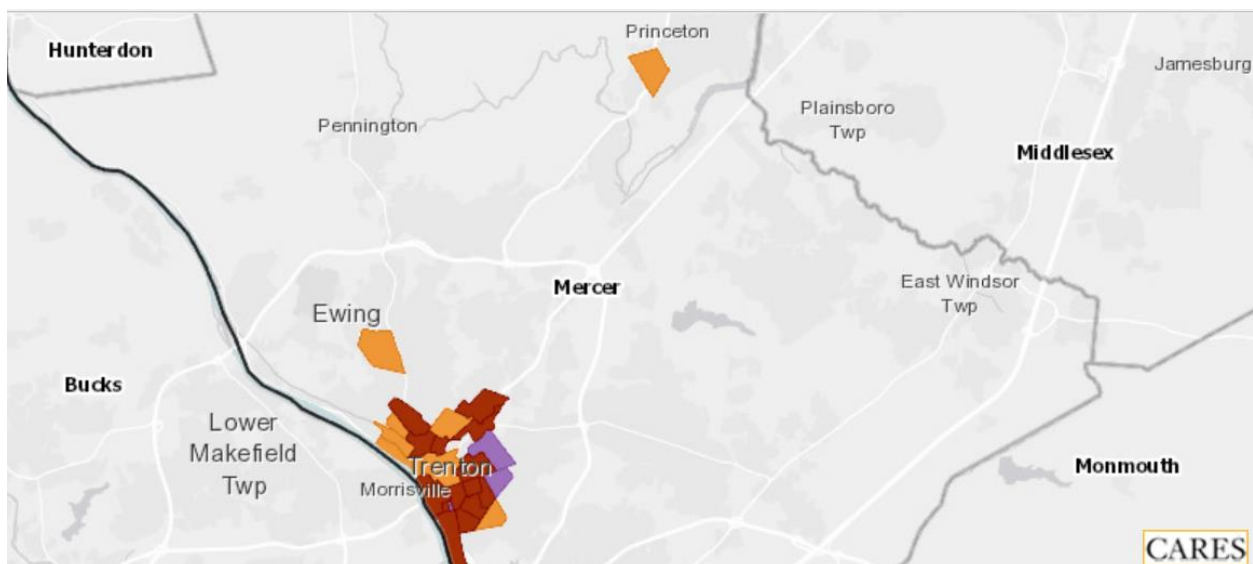 Hunterdon
Princeton
Jamesburg
Pennington
Plainsboro
Twp
Middlesex
Mercer
East Windsor
Twp
Ewing
Bucks
Lower
Makefield
Twp
Trenton
Morrisville
Monmouth
CARES